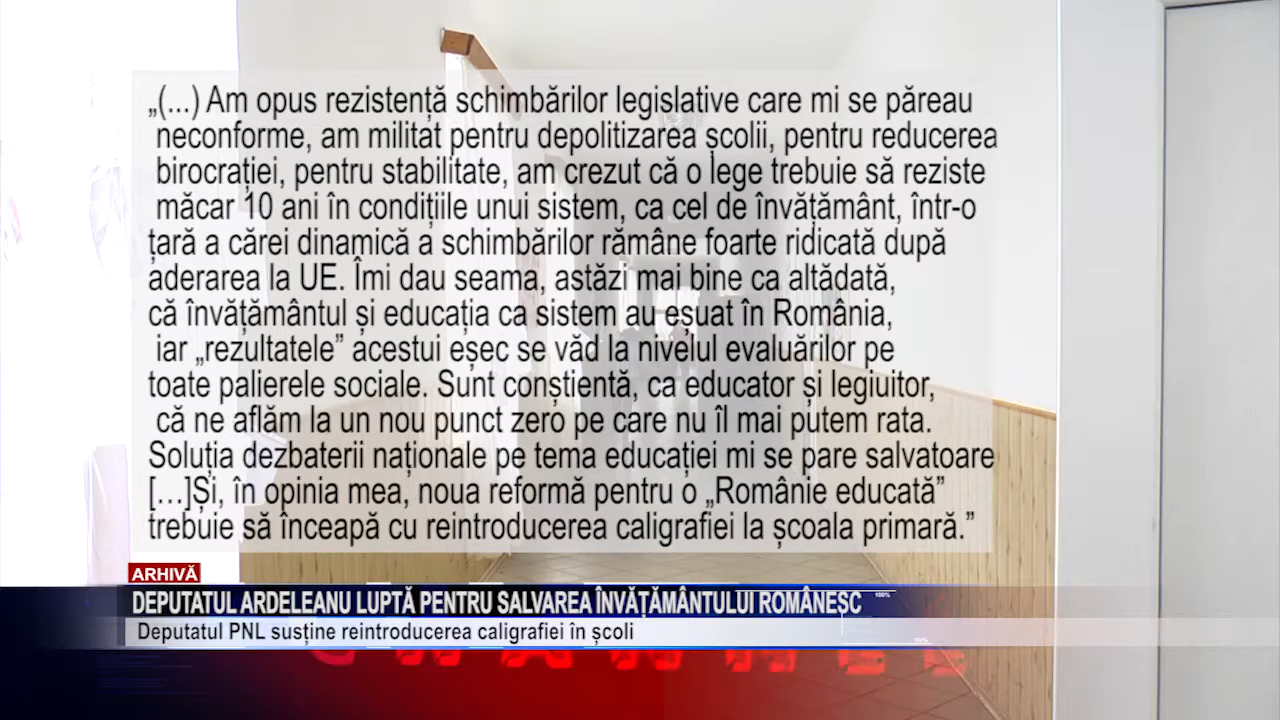 „(...) Am opus rezistență schimbărilor legislative care mi se păreau
neconforme, am militat pentru depolitizarea școlii, pentru reducerea
birocrației, pentru stabilitate, am crezut că o lege trebuie să reziste
măcar 10 ani în condițiile unui sistem, ca cel de învățământ, într-o
țară a cărei dinamică a schimbărilor rămâne foarte ridicată după
aderarea la UE. Îmi dau seama, astăzi mai bine ca altădată,
că învățământul și educația ca sistem au eșuat în România,
iar „rezultatele” acestui eșec se văd la nivelul evaluărilor pe
toate palierele sociale. Sunt conștientă, ca educator și legiuitor,
că ne aflăm la un nou punct zero pe care nu îl mai putem rata.
Soluția dezbaterii naționale pe tema educației mi se pare salvatoare
[...]Și, în opinia mea, noua reformă pentru o „Românie educată”
trebuie să înceapă cu reintroducerea caligrafiei la școala primară.”
ARHIVĂ
DEPUTATUL ARDELEANU LUPTĂ PENTRU SALVAREA ÎNVĂȚĂMÂNTULUI ROMÂNESC
100%
Deputatul PNL susține reintroducerea caligrafiei în școli
100%